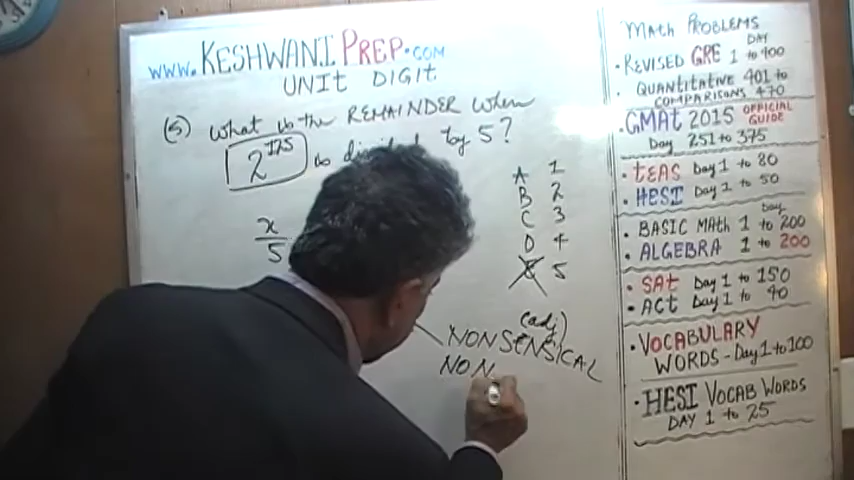 www.KESHWANIPREP.COM
UNIT DIGIT
(5) What is the REMAINDER when
2^125 is divided by 5?
A 1
B 2
C 3
D 4
E 5
x
5
(adj)
NONSENSICAL
NON
MATH PROBLEMS
DAY
• REVISED GRE 1 to 400
• QUANTITATIVE 401 to
COMPARISONS 470
• GMAT 2015 OFFICIAL
GUIDE
Day 251 to 375
• TEAS Day 1 to 80
• HESI Day 1 to 50
Day
• BASIC MATH 1 to 200
• ALGEBRA 1 to 200
• SAT Day 1 to 150
• ACT Day 1 to 40
• VOCABULARY
WORDS - Day 1 to 100
• HESI VOCAB WORDS
DAY 1 to 25